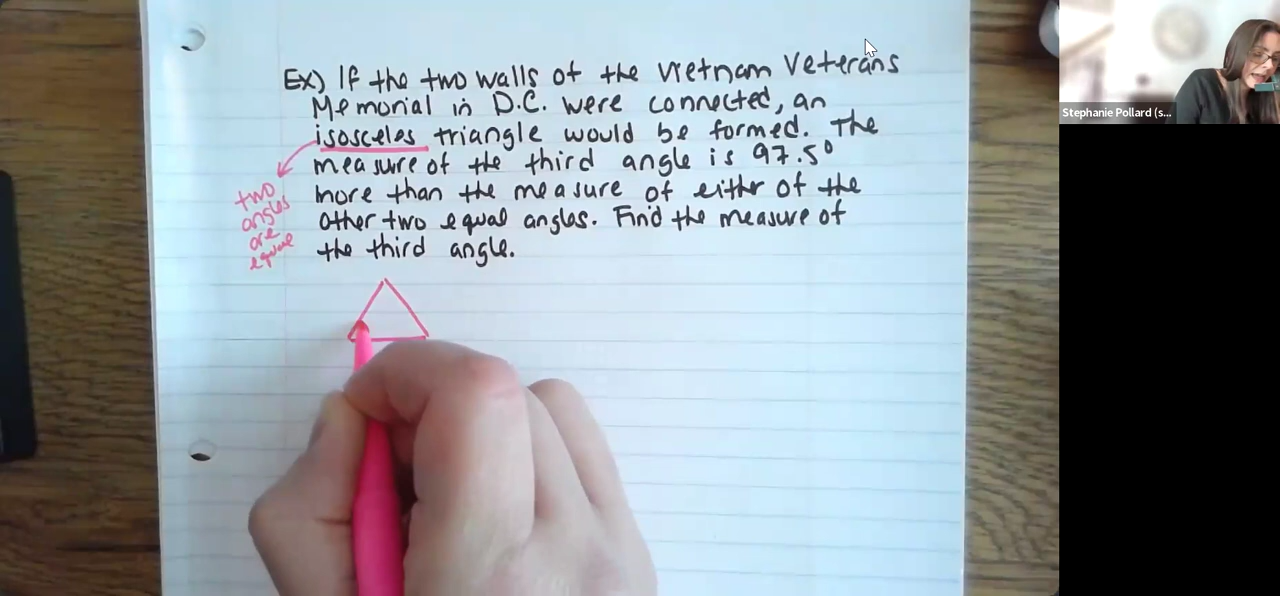 Ex) If the two walls of the Vietnam Veterans
Memorial in D.C. were connected, an
isosceles triangle would be formed. The
measure of the third angle is 97.5°
more than the measure of either of the
other two equal angles. Find the measure of
the third angle.
two
angles
are
equal
Stephanie Pollard (s...